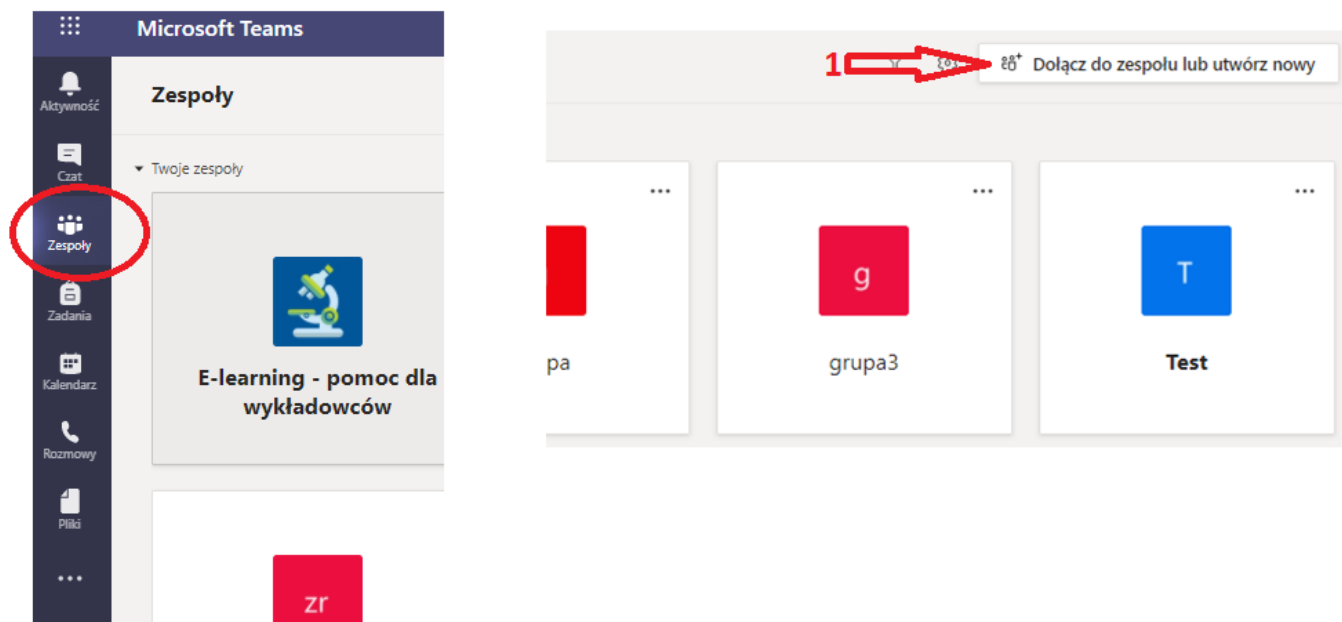 Microsoft Teams
Aktywność
Czat
Zespoły
Zadania
Kalendarz
Rozmowy
Pliki
Zespoły
Twoje zespoły
E-learning - pomoc dla
wykładowców
zr
1
Dołącz do zespołu lub utwórz nowy
pa
g
grupa3
T
Test